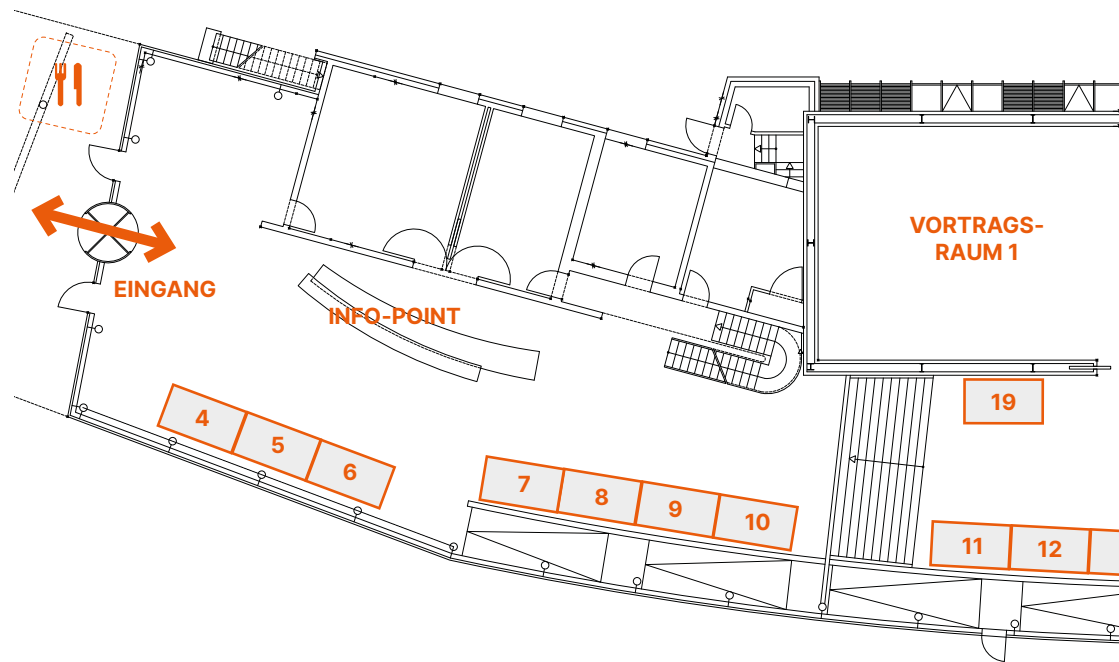 VORTRAGS-
RAUM 1
EINGANG
INFO-POINT
19
4
5
6
7
8
9
10
11
12